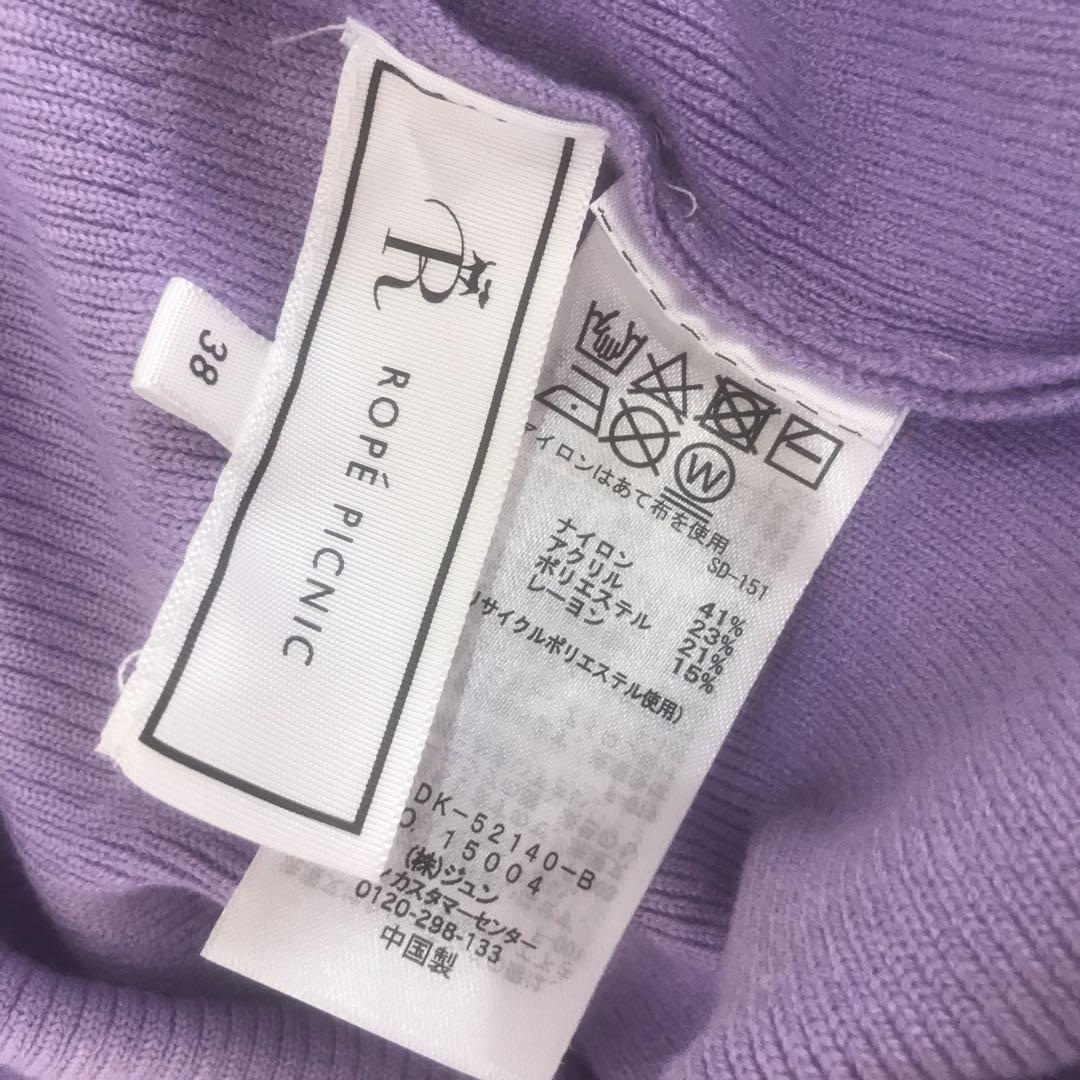 R
ROPÉ PICNIC
38
W
アイロンはあて布を使用
SD-151
ナイロン 41%
アクリル 23%
ポリエステル 21%
レーヨン 15%
リサイクルポリエステル使用)
DK-52140-B
15004
(株)ジュン
カスタマーセンター
0120-298-133
中国製